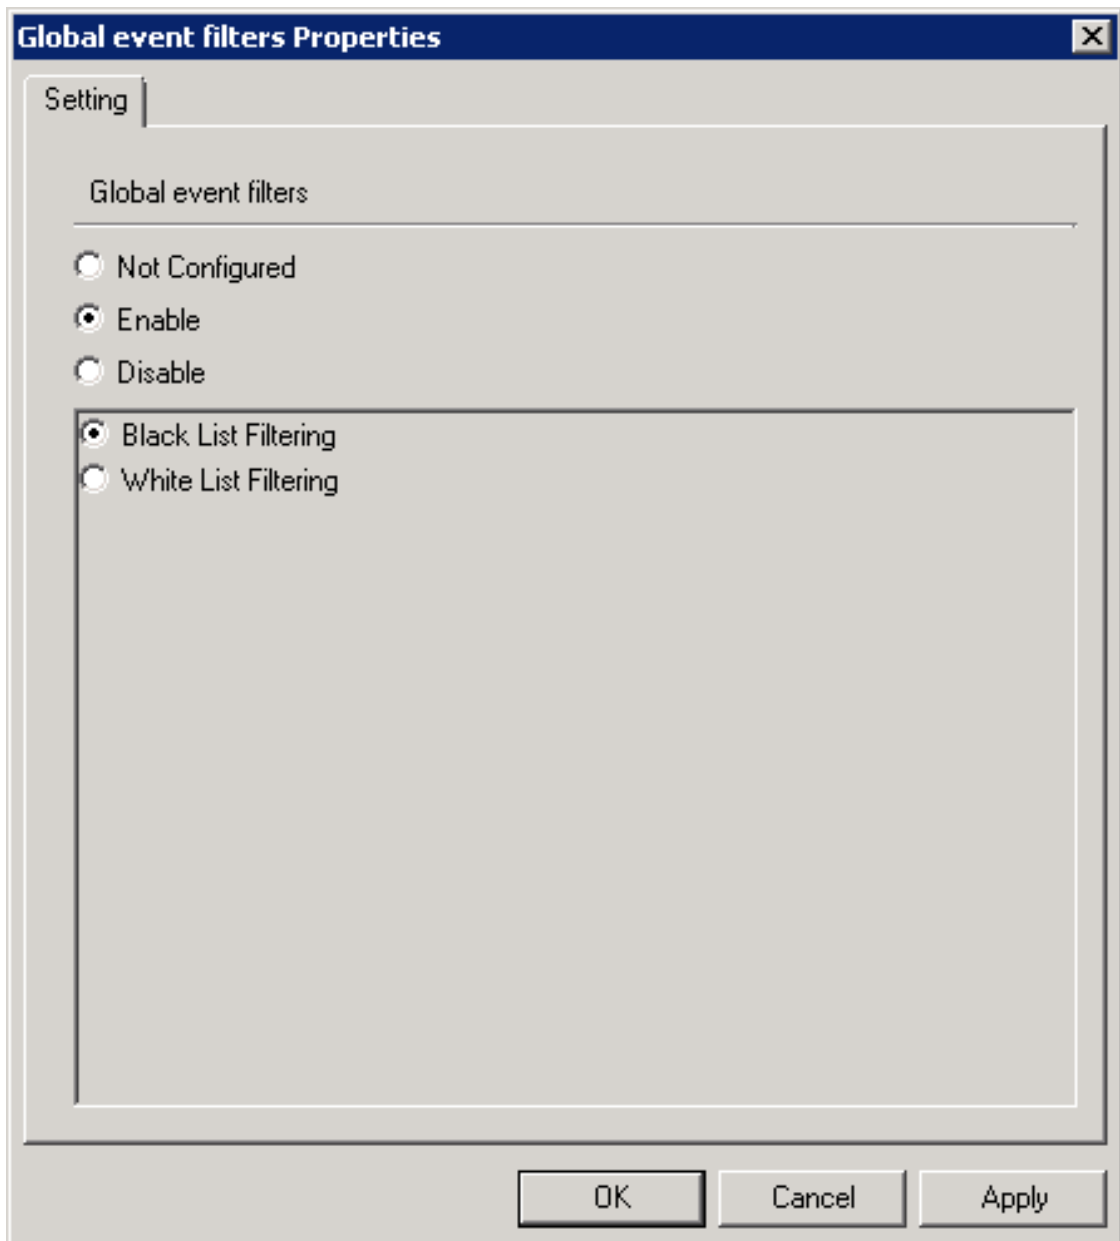 Global event filters Properties
Setting
Global event filters
Not Configured
Enable
Disable
Black List Filtering
White List Filtering
OK Cancel Apply